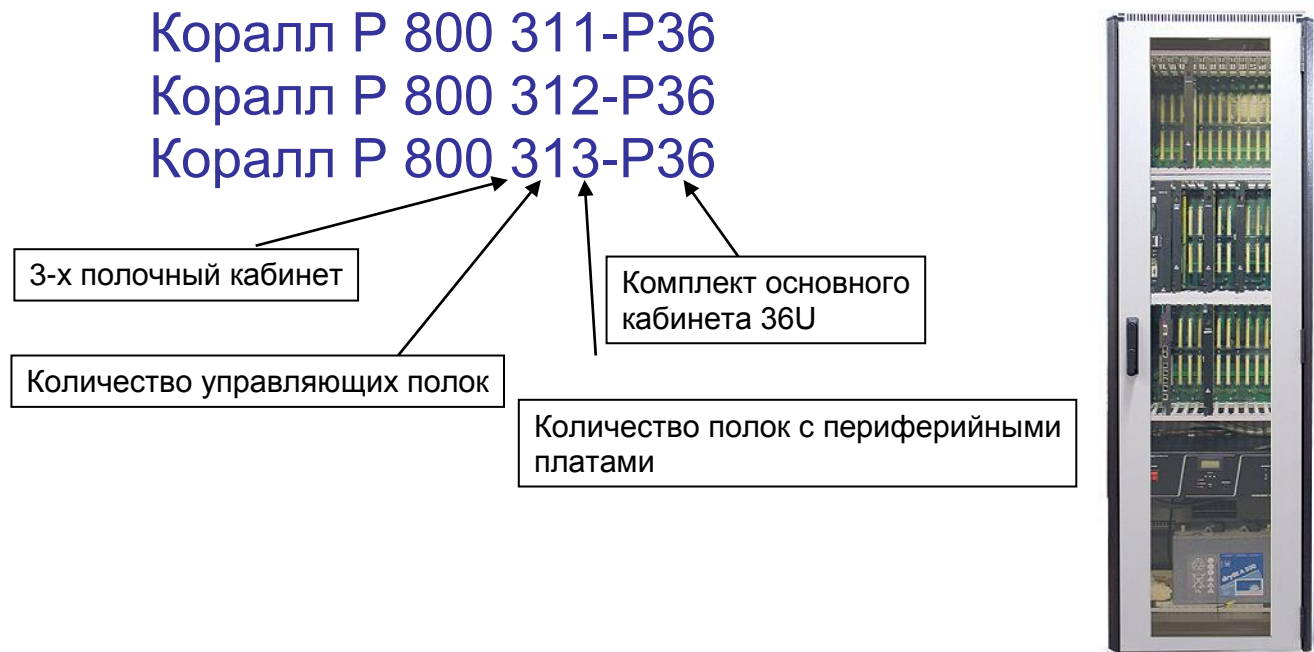 Коралл Р 800 311-Р36
Коралл Р 800 312-Р36
Коралл Р 800 313-Р36
3-х полочный кабинет
Комплект основного
кабинета 36U
Количество управляющих полок
Количество полок с периферийными
платами